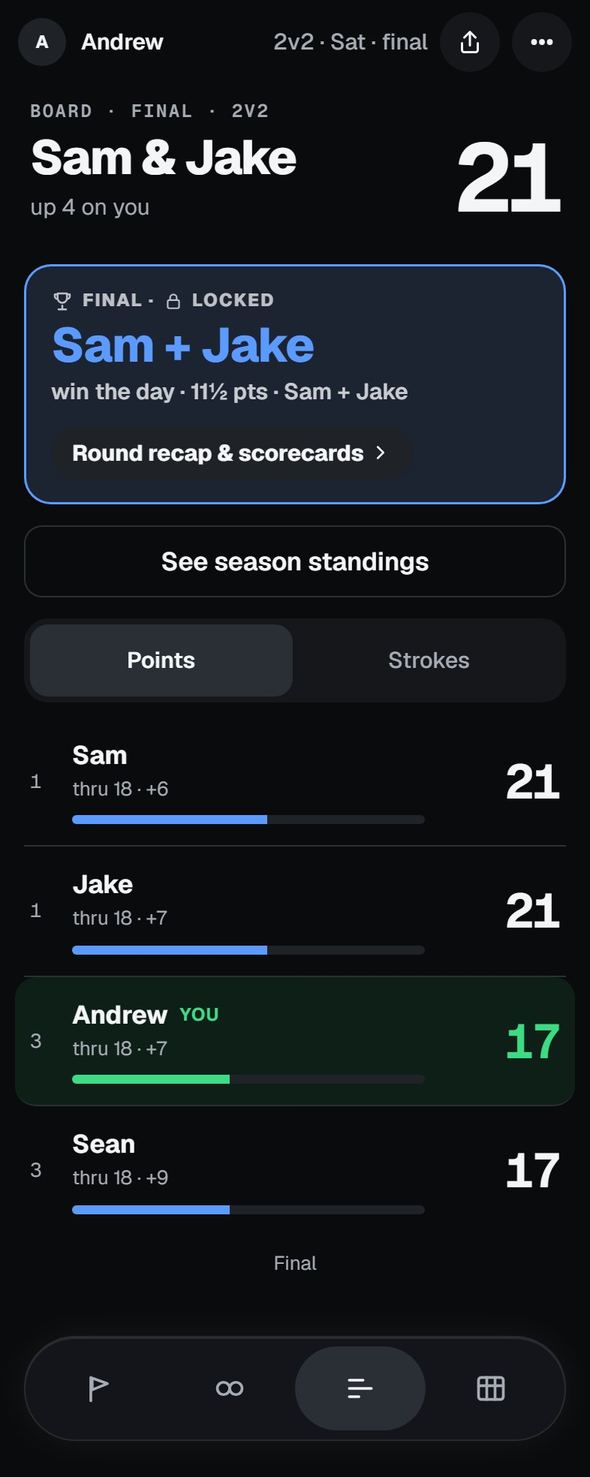 A Andrew 2v2 · Sat · final
BOARD · FINAL · 2V2
Sam & Jake
21
up 4 on you
FINAL · LOCKED
Sam + Jake
win the day · 11½ pts · Sam + Jake
Round recap & scorecards
See season standings
Points Strokes
1 Sam 21
thru 18 · +6
1 Jake 21
thru 18 · +7
3 Andrew YOU 17
thru 18 · +7
3 Sean 17
thru 18 · +9
Final